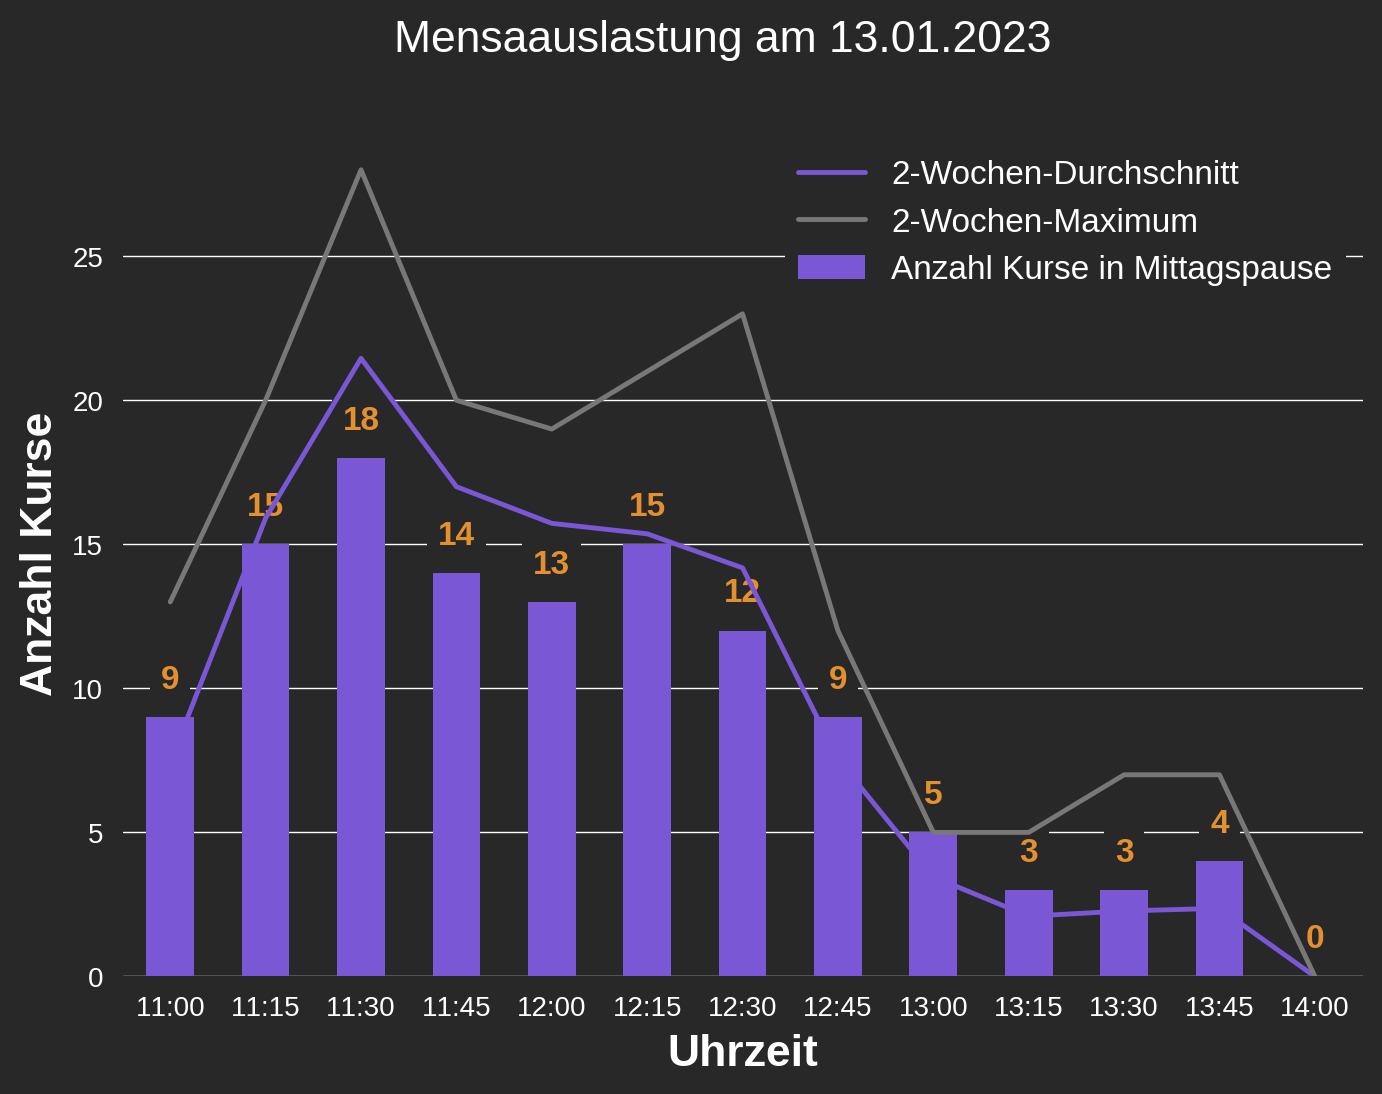 Mensaauslastung am 13.01.2023
2-Wochen-Durchschnitt
2-Wochen-Maximum
Anzahl Kurse in Mittagspause
Anzahl Kurse
25
20
15
10
5
0
9
15
18
14
13
15
12
9
5
3
3
4
0
11:00 11:15 11:30 11:45 12:00 12:15 12:30 12:45 13:00 13:15 13:30 13:45 14:00
Uhrzeit